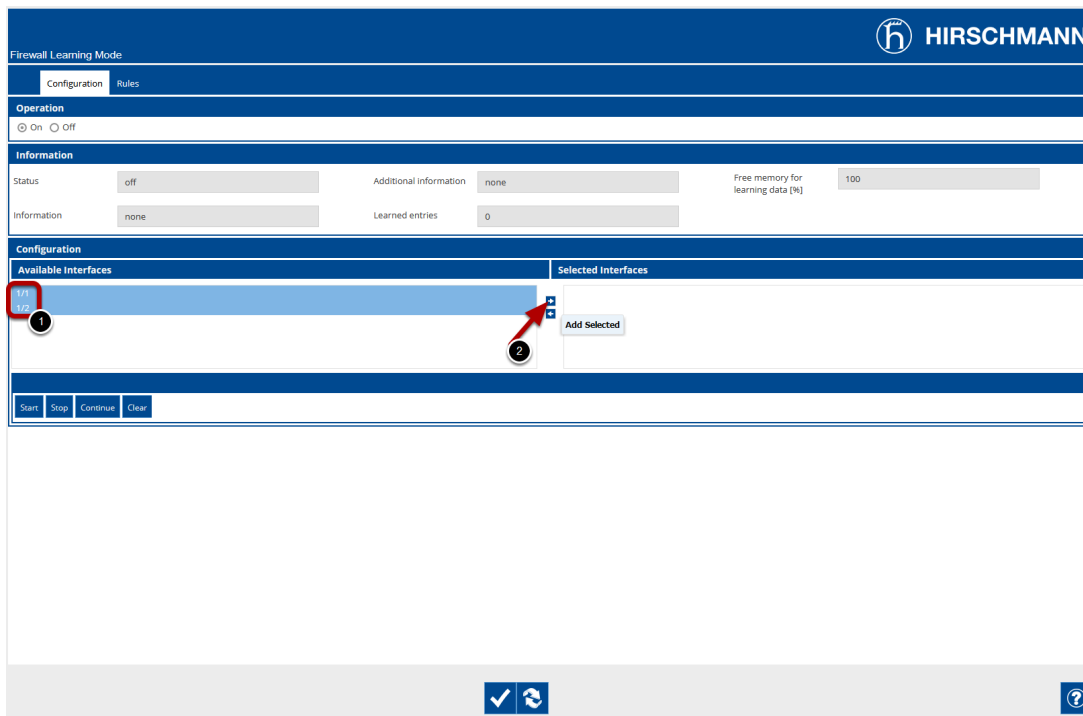 HIRSCHMANN
Firewall Learning Mode
Configuration Rules
Operation
On Off
Information
Status off Additional information none Free memory for learning data [%] 100
Information none Learned entries 0
Configuration
Available Interfaces Selected Interfaces
1/1
1/2
1
Add Selected
2
Start Stop Continue Clear
?